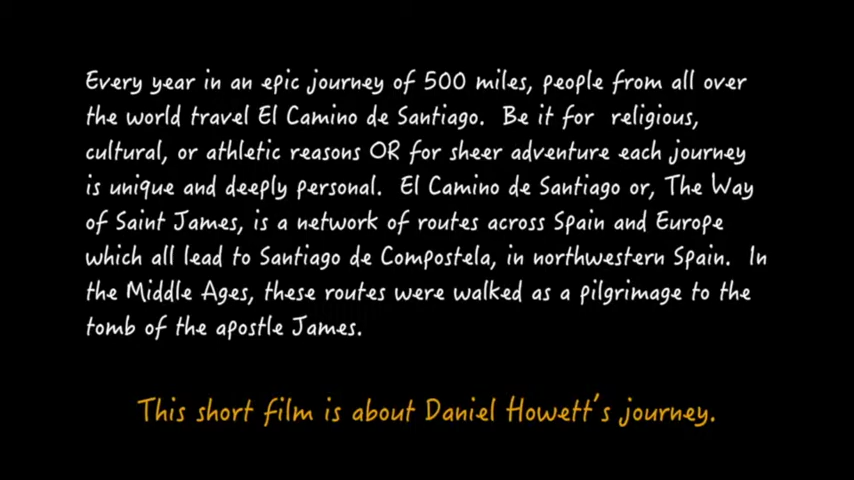 Every year in an epic journey of 500 miles, people from all over
the world travel El Camino de Santiago. Be it for religious,
cultural, or athletic reasons OR for sheer adventure each journey
is unique and deeply personal. El Camino de Santiago or, The Way
of Saint James, is a network of routes across Spain and Europe
which all lead to Santiago de Compostela, in northwestern Spain. In
the Middle Ages, these routes were walked as a pilgrimage to the
tomb of the apostle James.
This short film is about Daniel Howett's journey.